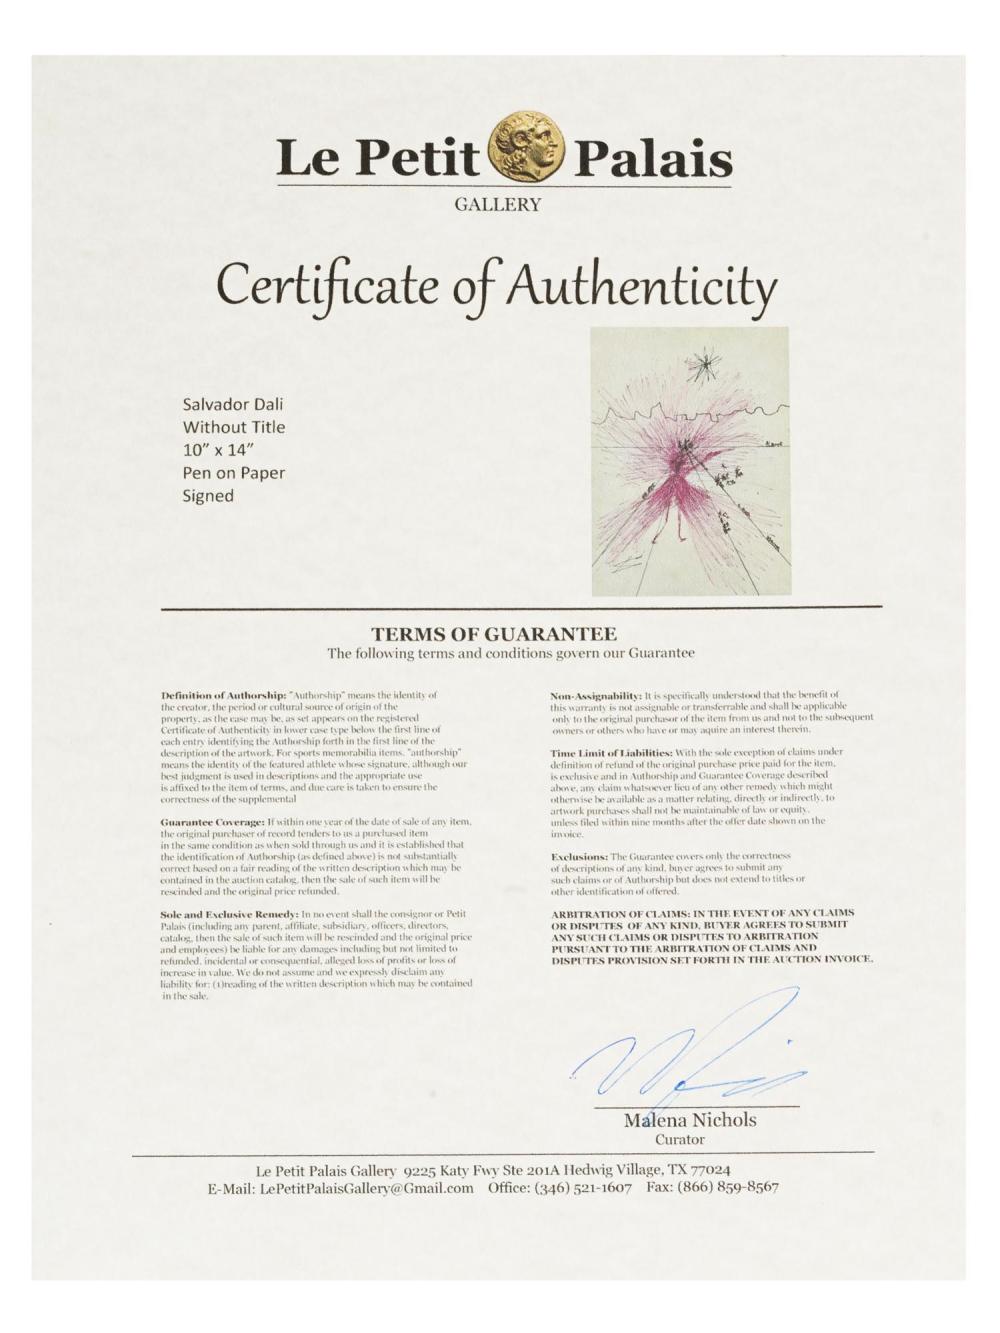 Le Petit Palais
GALLERY
Certificate of Authenticity
Salvador Dali
Without Title
10” x 14”
Pen on Paper
Signed
TERMS OF GUARANTEE
The following terms and conditions govern our Guarantee
Definition of Authorship: "Authorship" means the identity of
the creator, the period or cultural source of origin of the
property, as the case may be, as set appears on the registered
Certificate of Authenticity in lower case type below the first line of
each entry identifying the Authorship forth in the first line of the
description of the artwork. For sports memorabilia items, "authorship"
means the identity of the featured athlete whose signature, although our
best judgment is used in descriptions and the appropriate use
is affixed to the item of terms, and due care is taken to ensure the
correctness of the supplemental
Guarantee Coverage: If within one year of the date of sale of any item,
the original purchaser of record tenders to us a purchased item
in the same condition as when sold through us and it is established that
the identification of Authorship (as defined above) is not substantially
correct based on a fair reading of the written description which may be
contained in the auction catalog, then the sale of such item will be
rescinded and the original price refunded.
Sole and Exclusive Remedy: In no event shall the consignor or Petit
Palais (including any parent, affiliate, subsidiary, officers, directors,
catalog, then the sale of such item will be rescinded and the original price
and employees) be liable for any damages including but not limited to
refunded, incidental or consequential, alleged loss of profits or loss of
increase in value. We do not assume and we expressly disclaim any
liability for: (1)reading of the written description which may be contained
in the sale.
Non-Assignability: It is specifically understood that the benefit of
this warranty is not assignable or transferrable and shall be applicable
only to the original purchasor of the item from us and not to the subsequent
owners or others who have or may aquire an interest therein.
Time Limit of Liabilities: With the sole exception of claims under
definition of refund of the original purchase price paid for the item,
is exclusive and in Authorship and Guarantee Coverage described
above, any claim whatsoever lieu of any other remedy which might
otherwise be available as a matter relating, directly or indirectly, to
artwork purchases shall not be maintainable of law or equity,
unless filed within nine months after the offer date shown on the
invoice.
Exclusions: The Guarantee covers only the correctness
of descriptions of any kind, buyer agrees to submit any
such claims or of Authorship but does not extend to titles or
other identification of offered.
ARBITRATION OF CLAIMS: IN THE EVENT OF ANY CLAIMS
OR DISPUTES OF ANY KIND, BUYER AGREES TO SUBMIT
ANY SUCH CLAIMS OR DISPUTES TO ARBITRATION
PURSUANT TO THE ARBITRATION OF CLAIMS AND
DISPUTES PROVISION SET FORTH IN THE AUCTION INVOICE.
Malena Nichols
Curator
Le Petit Palais Gallery 9225 Katy Fwy Ste 201A Hedwig Village, TX 77024
E-Mail: LePetitPalaisGallery@Gmail.com Office: (346) 521-1607 Fax: (866) 859-8567